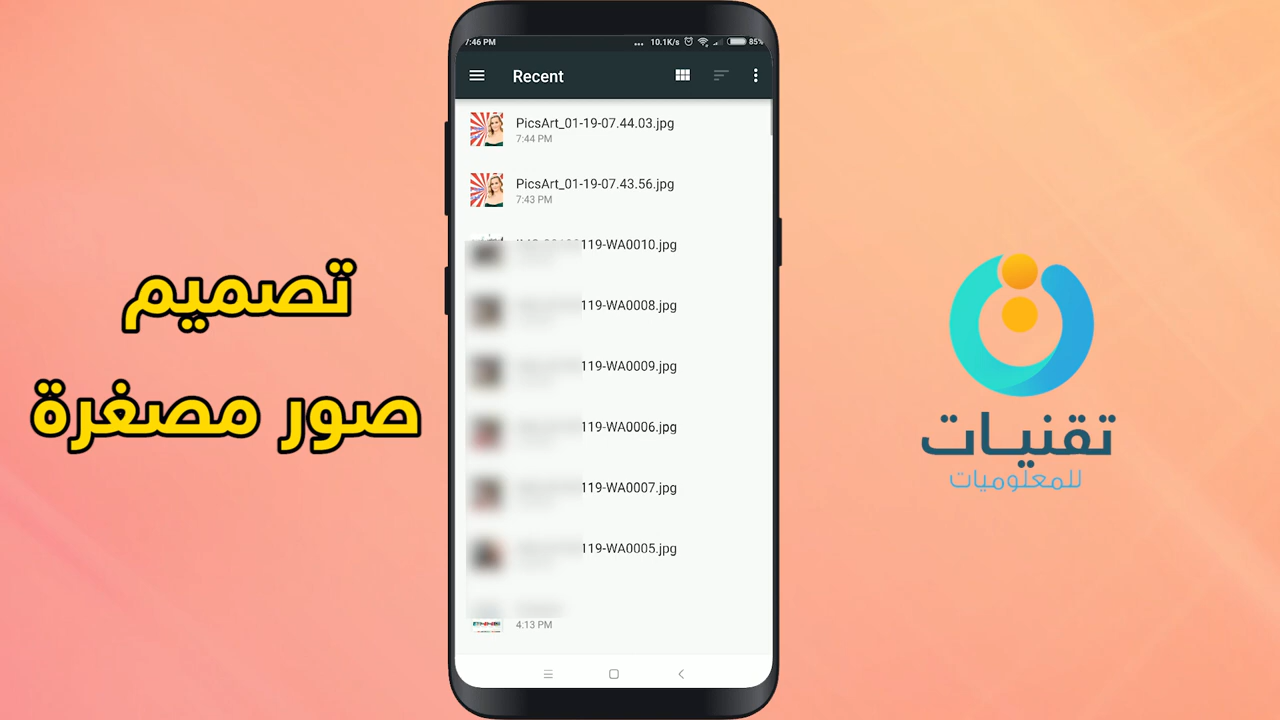 7:46 PM ... 10.1K/s 85%
Recent
PicsArt_01-19-07.44.03.jpg
7:44 PM
PicsArt_01-19-07.43.56.jpg
7:43 PM
119-WA0010.jpg
119-WA0008.jpg
119-WA0009.jpg
119-WA0006.jpg
119-WA0007.jpg
119-WA0005.jpg
4:13 PM
تصميم
صور مصغرة
تقنيات
للمعلوميات